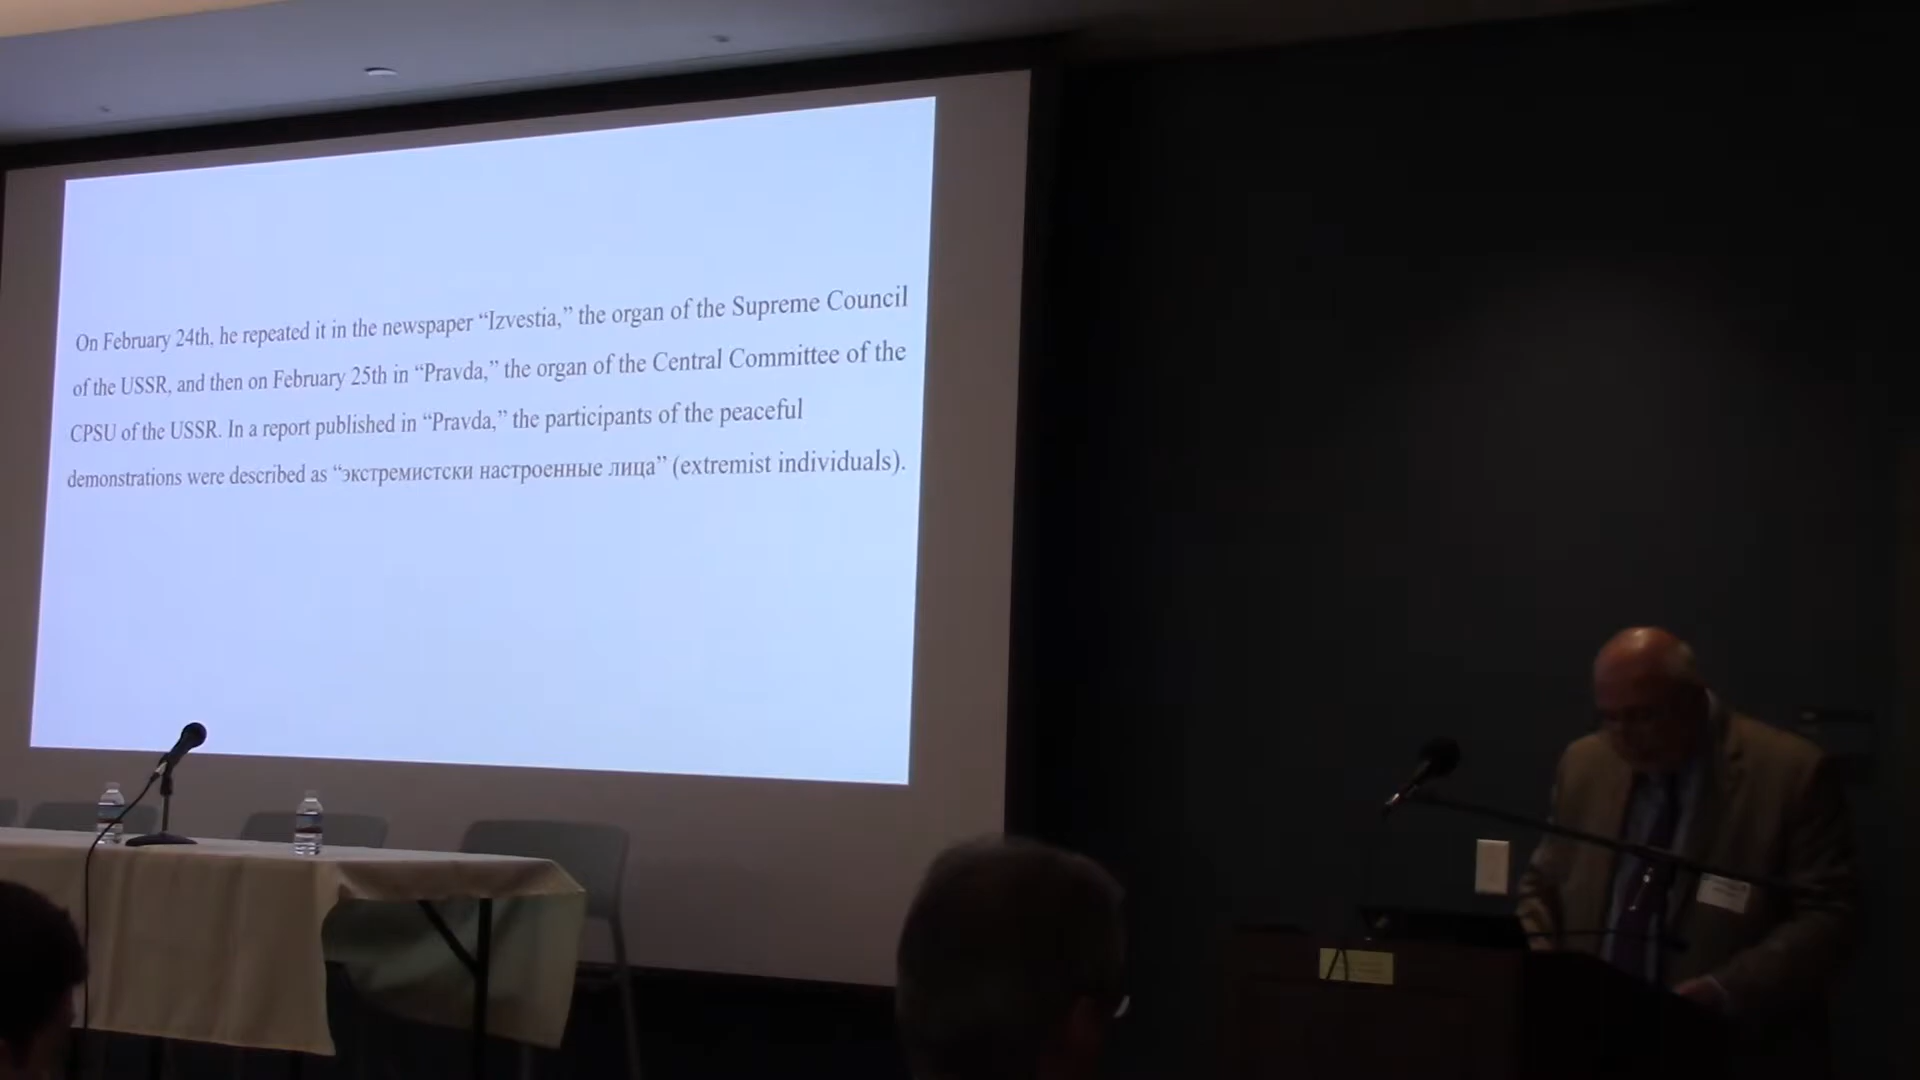 On February 24th, he repeated it in the newspaper “Izvestia,” the organ of the Supreme Council
of the USSR, and then on February 25th in “Pravda,” the organ of the Central Committee of the
CPSU of the USSR. In a report published in “Pravda,” the participants of the peaceful
demonstrations were described as “экстремистски настроенные лица” (extremist individuals).